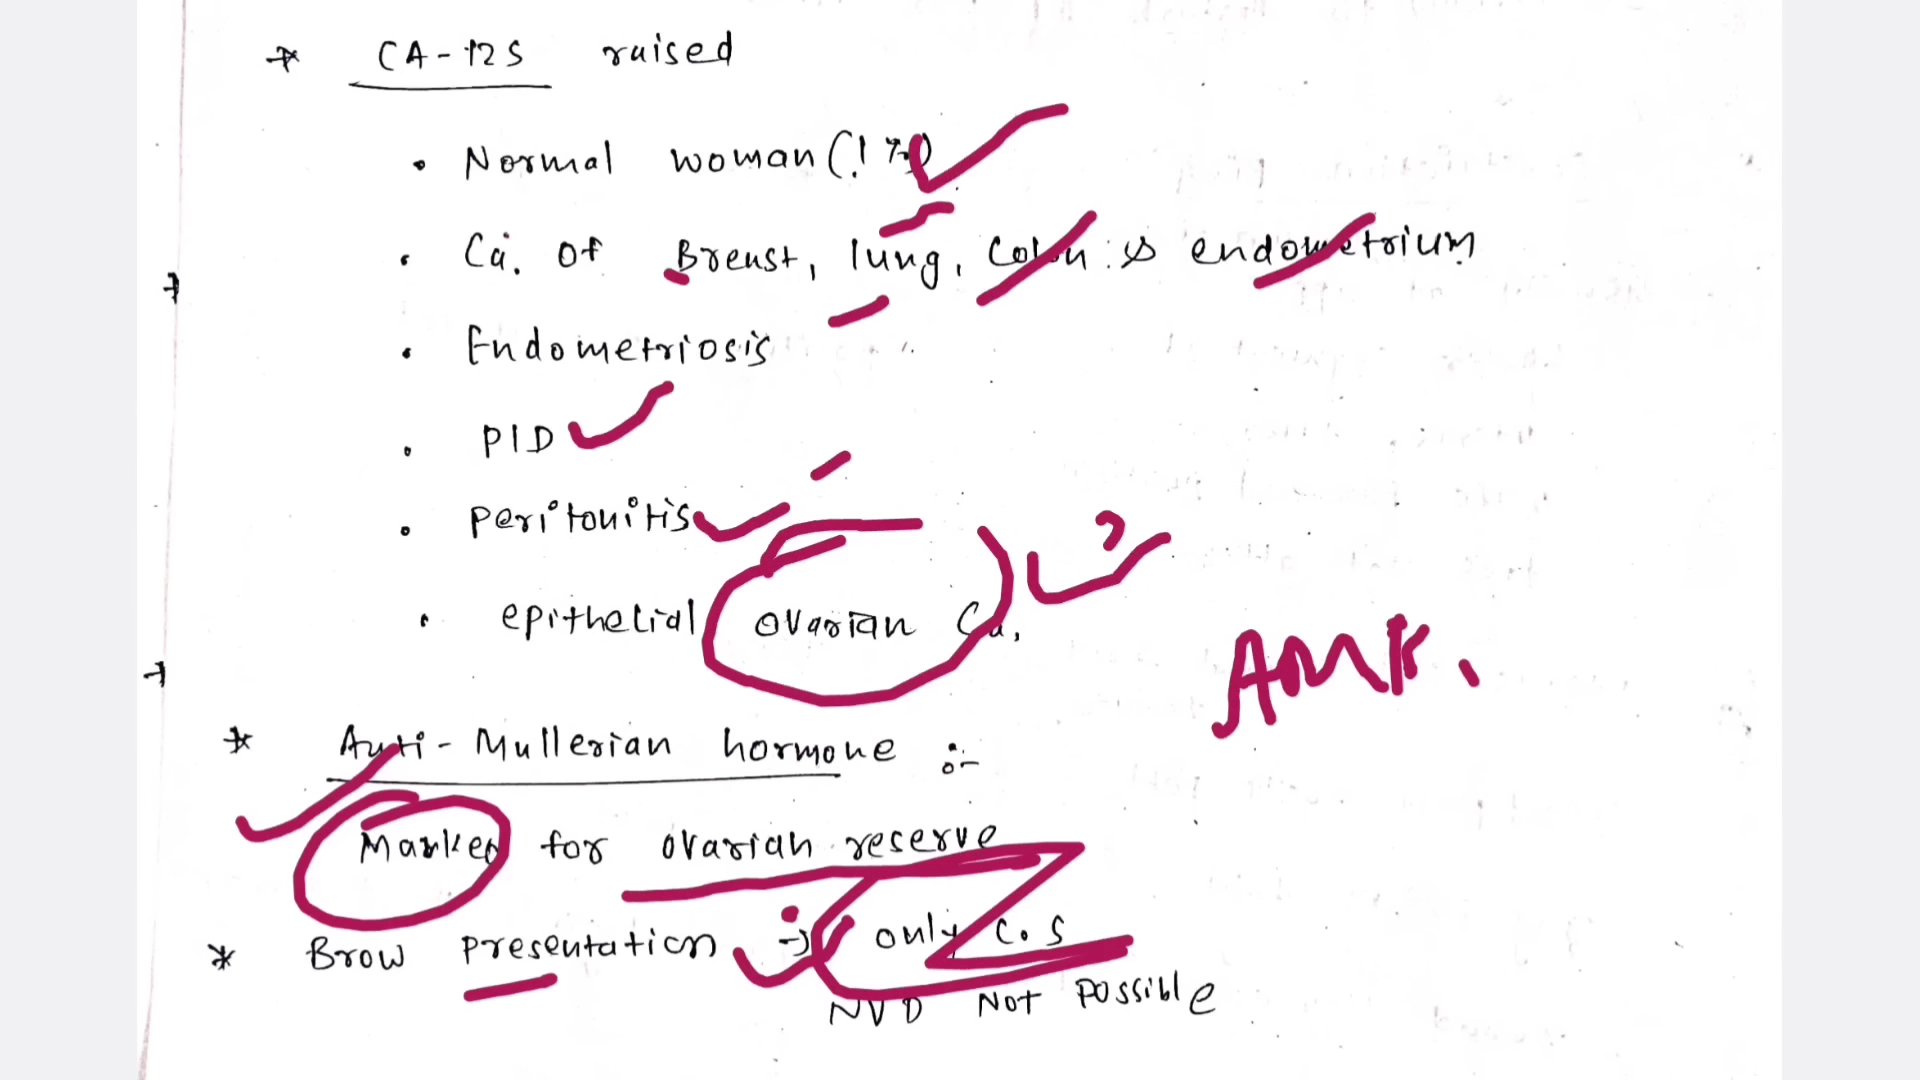 * CA-125 raised
• Normal woman (1%)
• Ca. of Breast, lung, Colon & endometrium
• Endometriosis
• PID
• Peritonitis
• epithelial ovarian Ca.
AMH.
* Anti-Mullerian hormone :-
Marker for ovarian reserve
* Brow presentation :-) only C.S
NVD Not Possible